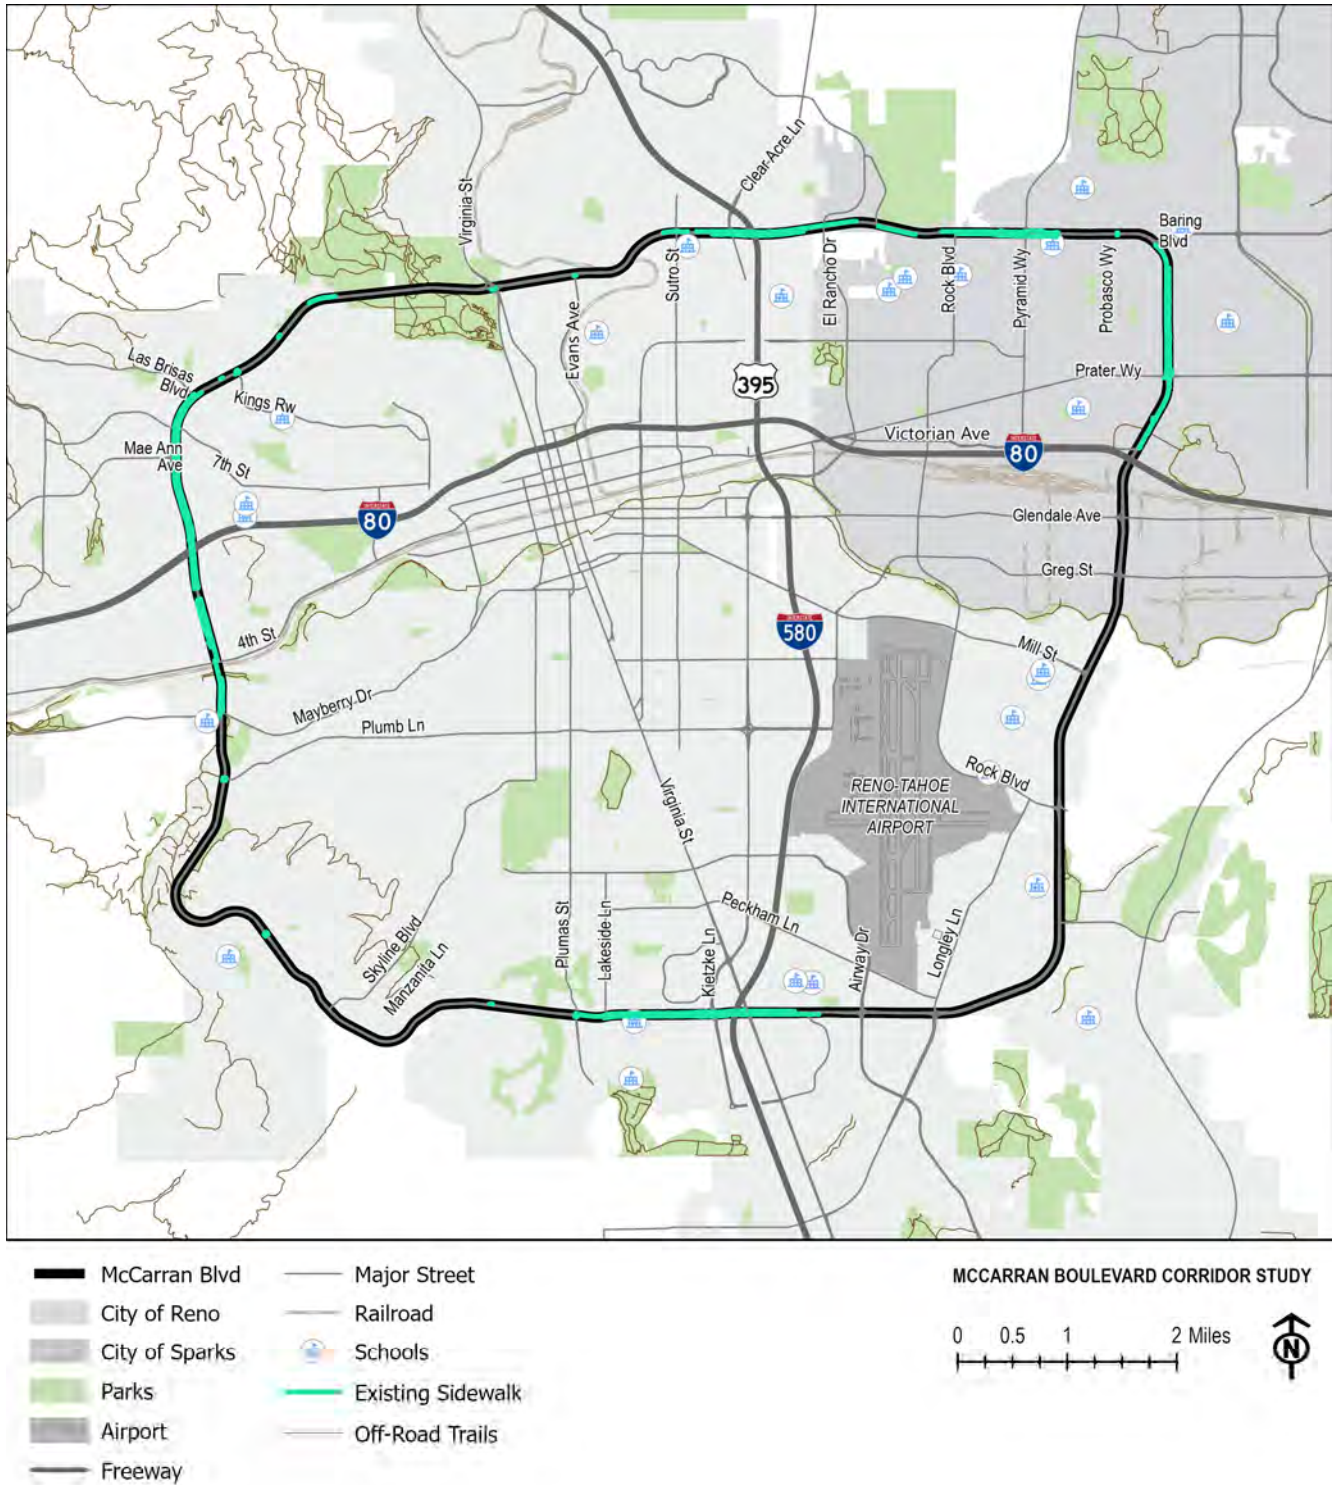 Virginia St
Clear Acre Ln
Baring
Blvd
Sutro St
El Rancho Dr
Rock Blvd
Pyramid Wy
Probasco Wy
Evans Ave
Las Brisas
Blvd
Kings Rw
395
Prater Wy
Mae Ann
Ave
7th St
Victorian Ave
INTERSTATE
80
INTERSTATE
80
Glendale Ave
Greg St
INTERSTATE
580
4th St
Mill St
Mayberry Dr
Plumb Ln
Rock Blvd
Virginia St
RENO-TAHOE
INTERNATIONAL
AIRPORT
Skyline Blvd
Manzanita Ln
Plumas St
Lakeside Ln
Kietzke Ln
Peckham Ln
Airway Dr
Longley Ln
McCarran Blvd
City of Reno
City of Sparks
Parks
Airport
Freeway
Major Street
Railroad
Schools
Existing Sidewalk
Off-Road Trails
MCCARRAN BOULEVARD CORRIDOR STUDY
0 0.5 1 2 Miles
N